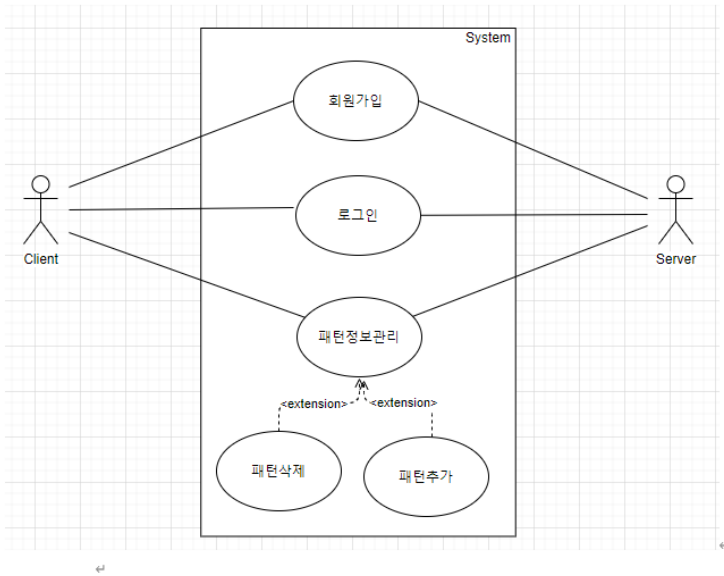 System
회원가입
로그인
Client
Server
패턴정보관리
<extension>
<extension>
패턴삭제
패턴추가